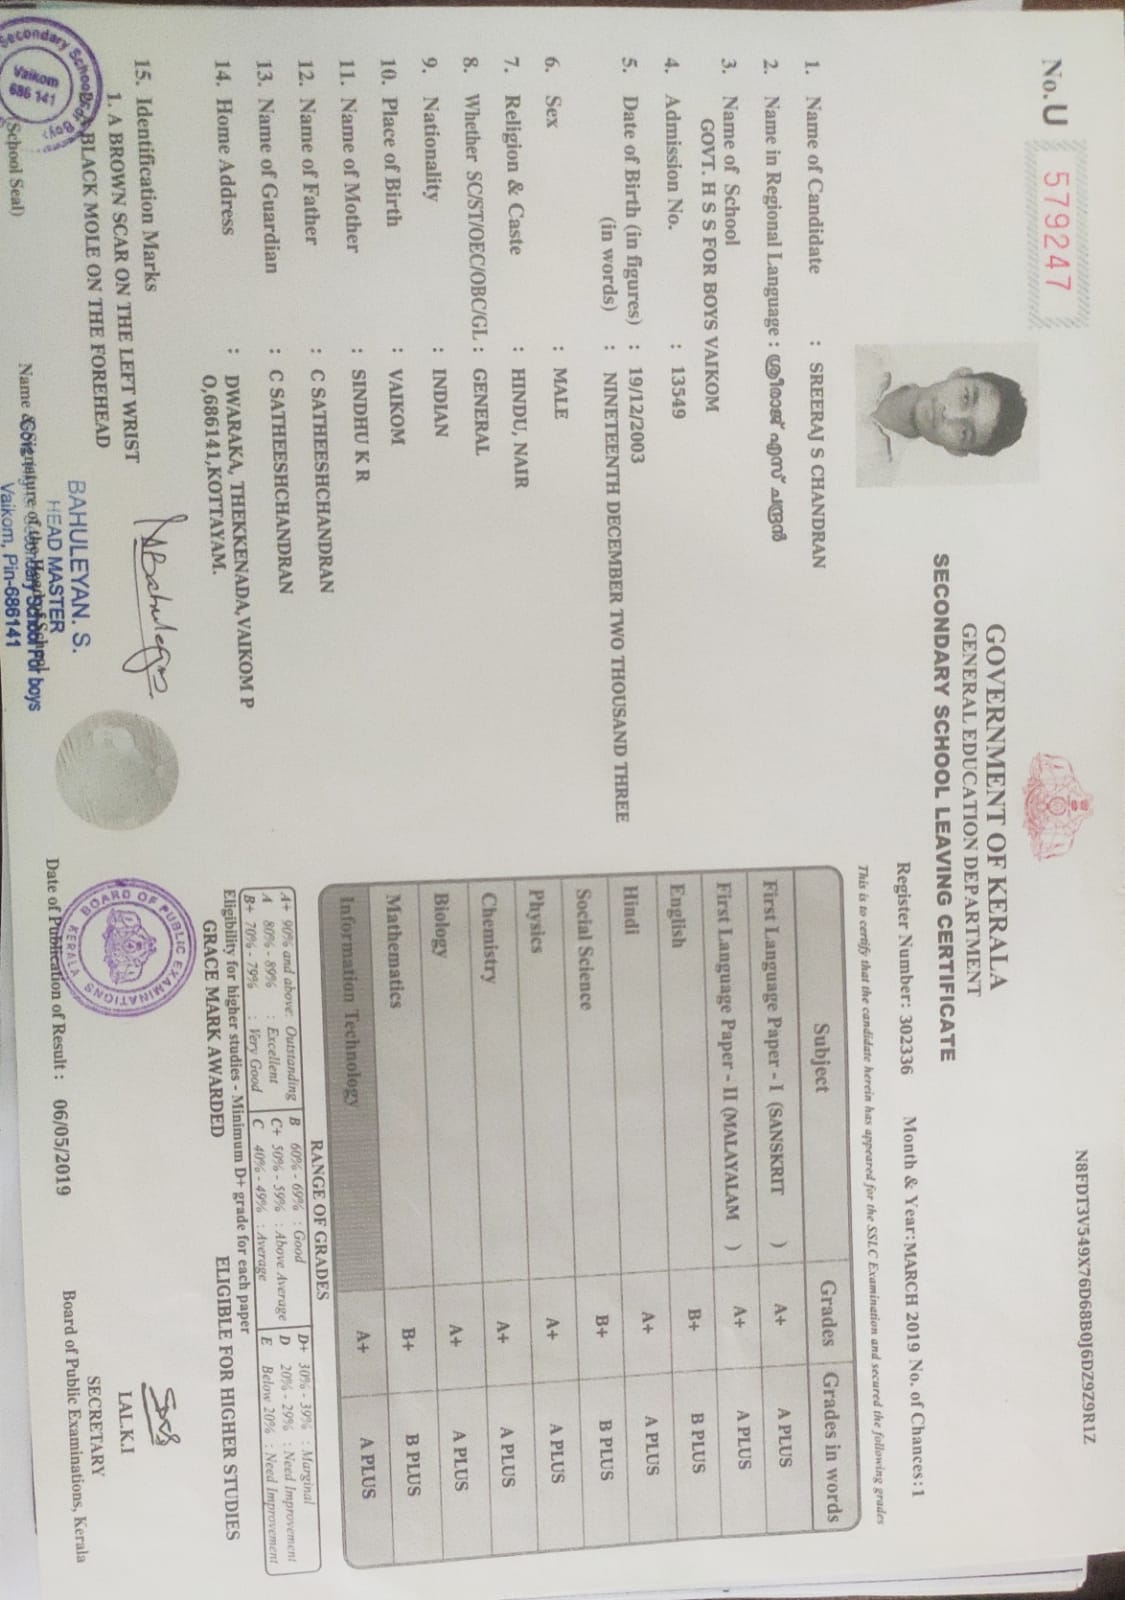 No. U 579247
N8FDT3V549X76D68B0J6DZ9Z9R1Z
GOVERNMENT OF KERALA
GENERAL EDUCATION DEPARTMENT
SECONDARY SCHOOL LEAVING CERTIFICATE
Register Number: 302336 Month & Year: MARCH 2019 No. of Chances: 1
This is to certify that the candidate herein has appeared for the SSLC Examination and secured the following grades
1. Name of Candidate : SREERAJ S CHANDRAN
2. Name in Regional Language : ശ്രീരാജ് എസ് ചന്ദ്രൻ
3. Name of School
GOVT. H S S FOR BOYS VAIKOM
4. Admission No. : 13549
5. Date of Birth (in figures) : 19/12/2003
(in words) : NINETEENTH DECEMBER TWO THOUSAND THREE
6. Sex : MALE
7. Religion & Caste : HINDU, NAIR
8. Whether SC/ST/OEC/OBC/GL : GENERAL
9. Nationality : INDIAN
10. Place of Birth : VAIKOM
11. Name of Mother : SINDHU K R
12. Name of Father : C SATHEESHCHANDRAN
13. Name of Guardian : C SATHEESHCHANDRAN
14. Home Address : DWARAKA, THEKKENADA,VAIKOM P
O,686141,KOTTAYAM.
15. Identification Marks
1. A BROWN SCAR ON THE LEFT WRIST
BLACK MOLE ON THE FOREHEAD
Secondary School
Vaikom
686 141
(School Seal)
BAHULEYAN. S.
HEAD MASTER
Name & Signature of the Head of School
Secondary School For boys
Vaikom, Pin-686141
Subject Grades Grades in words
First Language Paper - I (SANSKRIT ) A+ A PLUS
First Language Paper - II (MALAYALAM ) A+ A PLUS
English B+ B PLUS
Hindi A+ A PLUS
Social Science B+ B PLUS
Physics A+ A PLUS
Chemistry A+ A PLUS
Biology A+ A PLUS
Mathematics B+ B PLUS
Information Technology A+ A PLUS
RANGE OF GRADES
A+ 90% and above: Outstanding B 60% - 69% : Good D+ 30% - 39% : Marginal
A 80% - 89% : Excellent C+ 50% - 59% : Above Average D 20% - 29% : Need Improvement
B+ 70% - 79% : Very Good C 40% - 49% : Average E Below 20% : Need Improvement
Eligibility for higher studies - Minimum D+ grade for each paper
GRACE MARK AWARDED ELIGIBLE FOR HIGHER STUDIES
BOARD OF PUBLIC EXAMINATIONS
KERALA
LAL.K.I
SECRETARY
Date of Publication of Result : 06/05/2019 Board of Public Examinations, Kerala